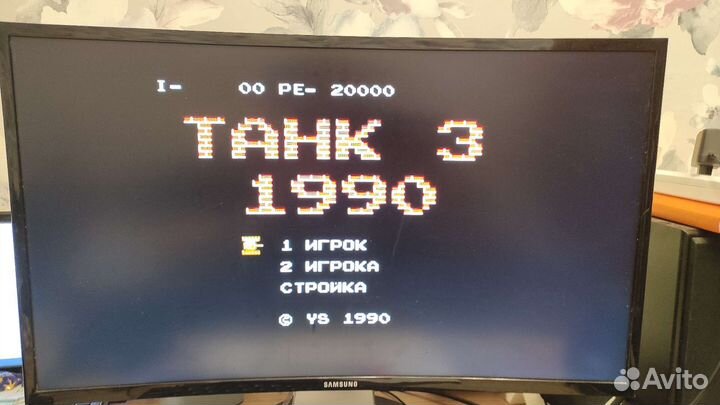 I- 00 РЕ- 20000
ТАНК 3
1990
1 ИГРОК
2 ИГРОКА
СТРОЙКА
© YS 1990
SAMSUNG
Avito